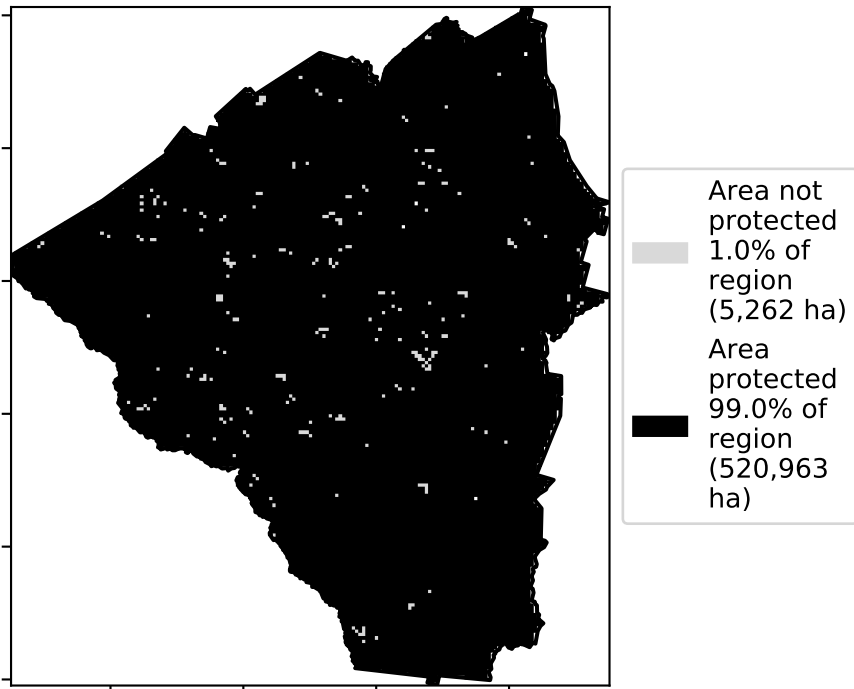 Area not
protected
1.0% of
region
(5,262 ha)
Area
protected
99.0% of
region
(520,963
ha)